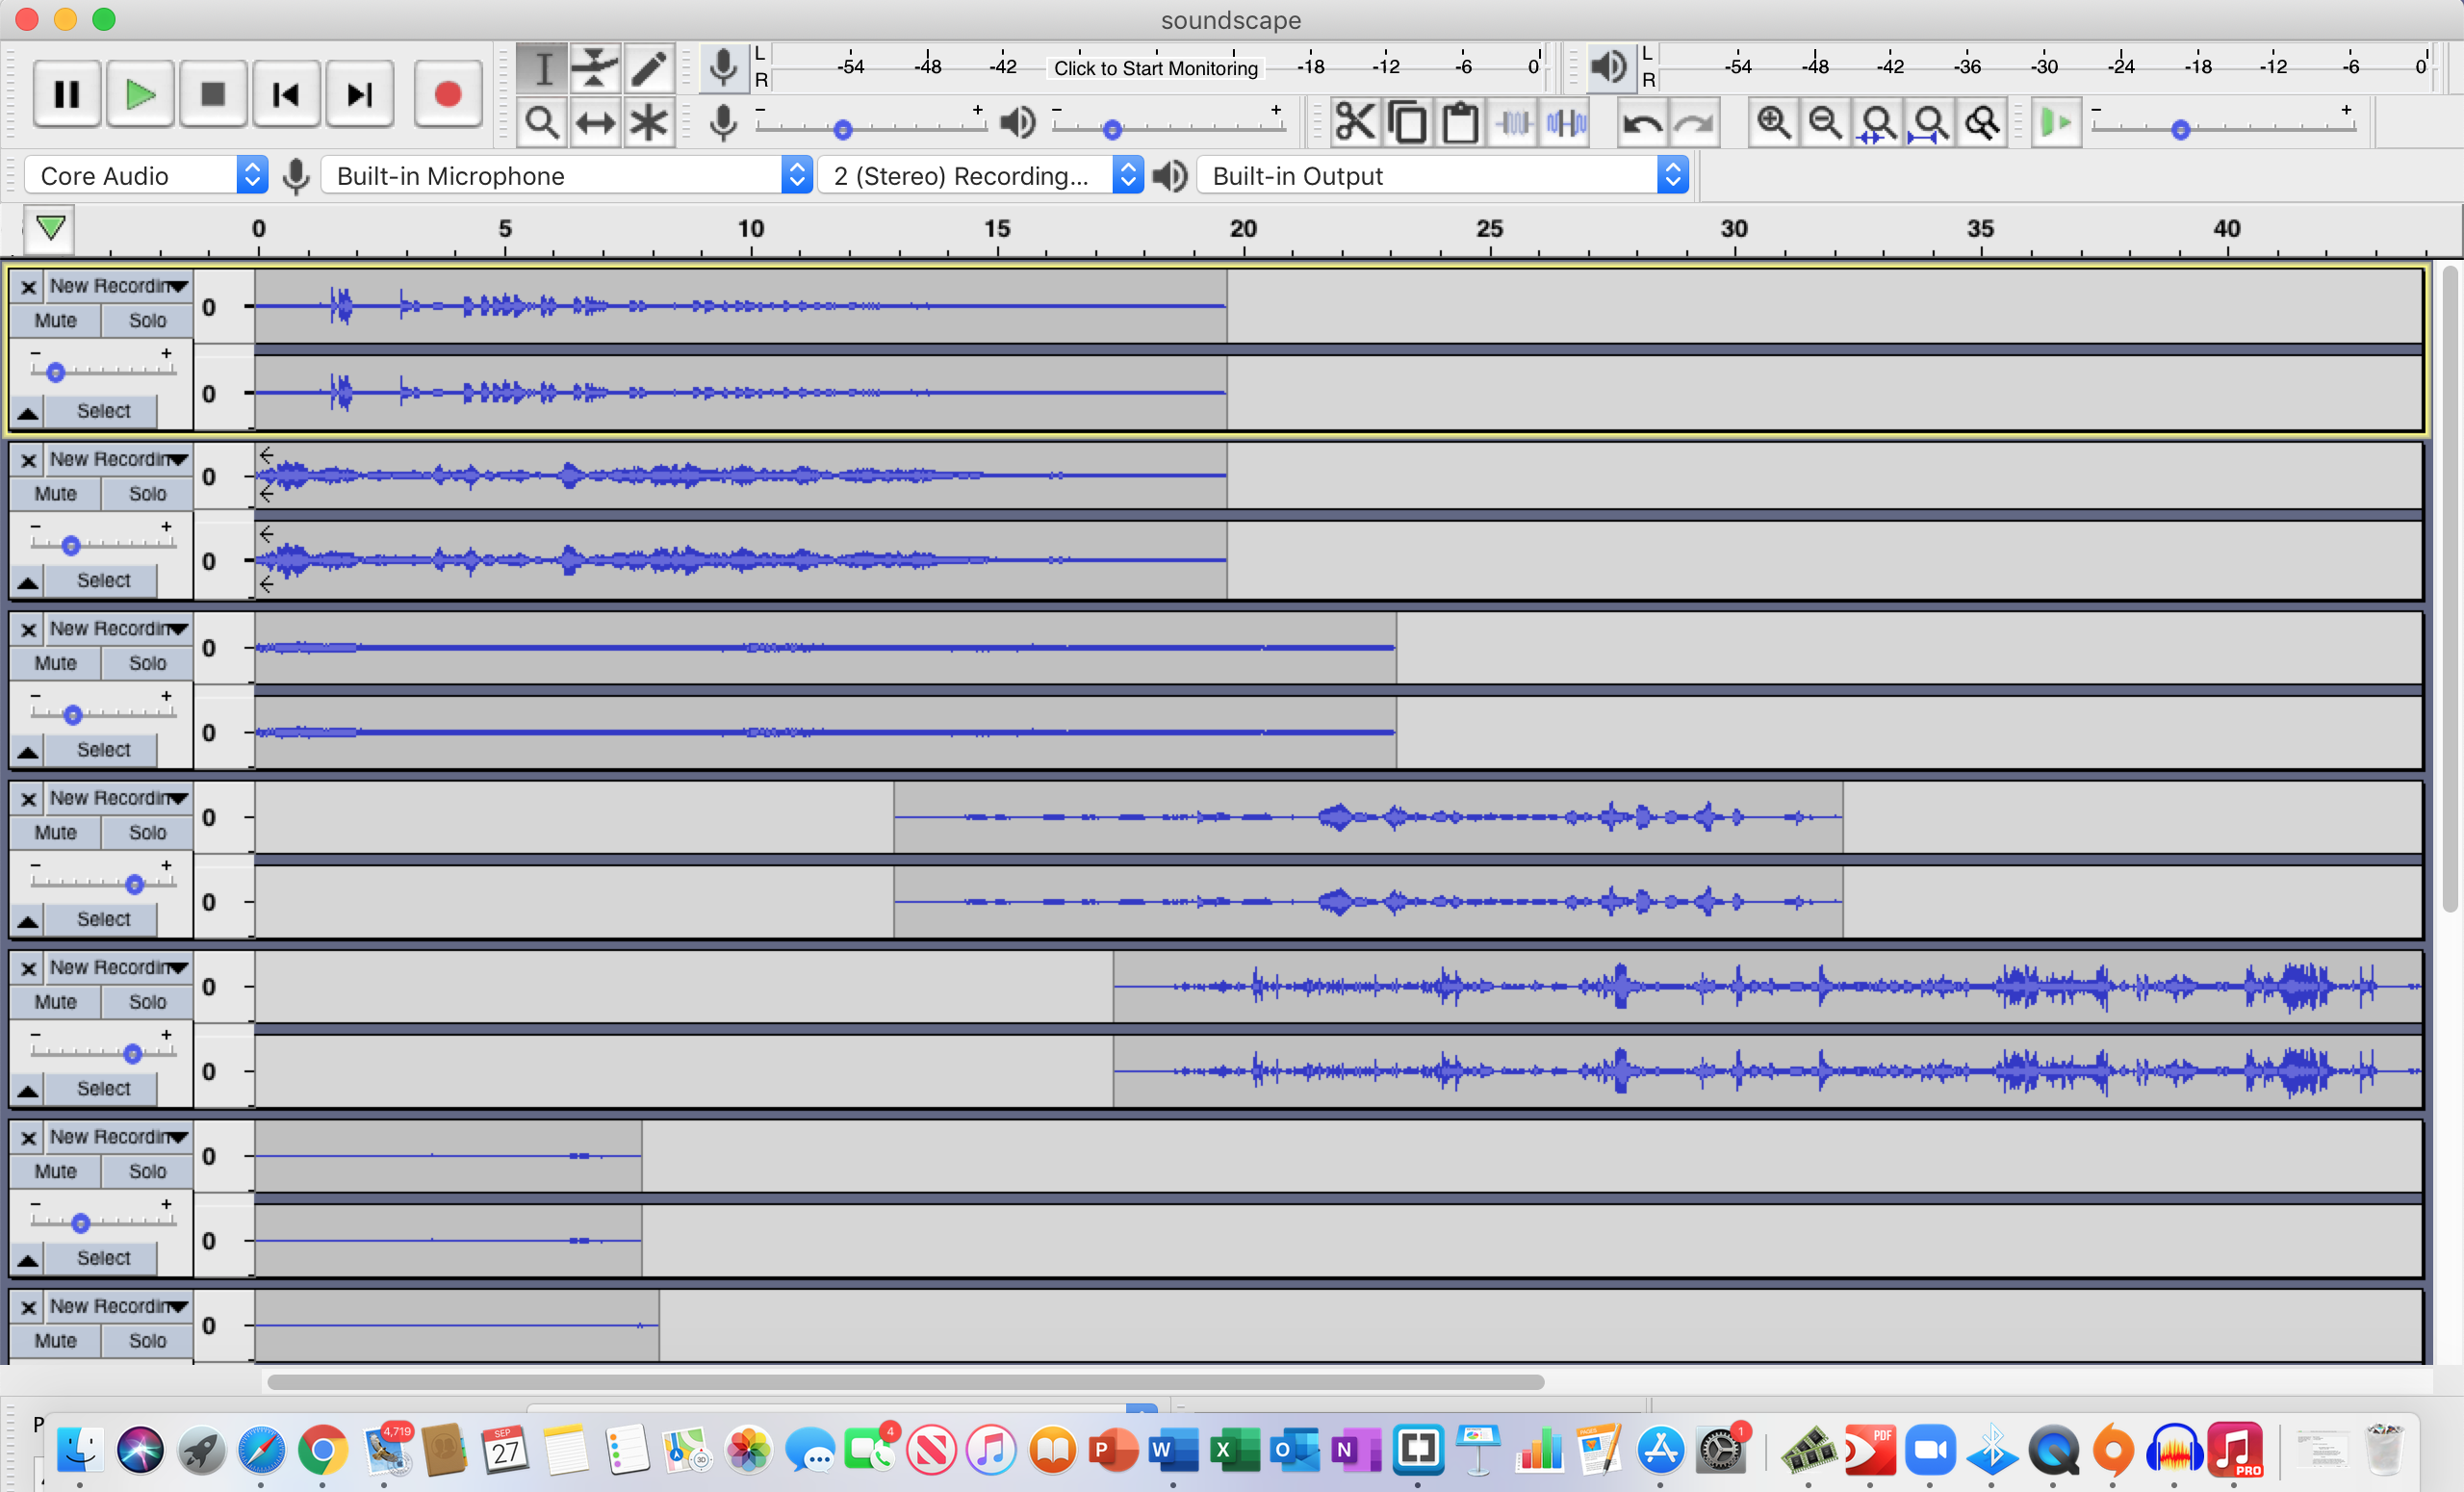 soundscape
L
R
-54 -48 -42 Click to Start Monitoring -18 -12 -6 0
L
R
-54 -48 -42 -36 -30 -24 -18 -12 -6 0
- + - + - +
Core Audio Built-in Microphone 2 (Stereo) Recording... Built-in Output
0 5 10 15 20 25 30 35 40
New Recordin
Mute Solo
0
- +
Select
0
New Recordin
Mute Solo
0
- +
Select
0
New Recordin
Mute Solo
0
- +
Select
0
New Recordin
Mute Solo
0
- +
Select
0
New Recordin
Mute Solo
0
- +
Select
0
New Recordin
Mute Solo
0
- +
Select
0
New Recordin
Mute Solo
0
P
4,719
SEP
27
3D
4
P
W
X
O
N
PAGES
1
PDF
PRO